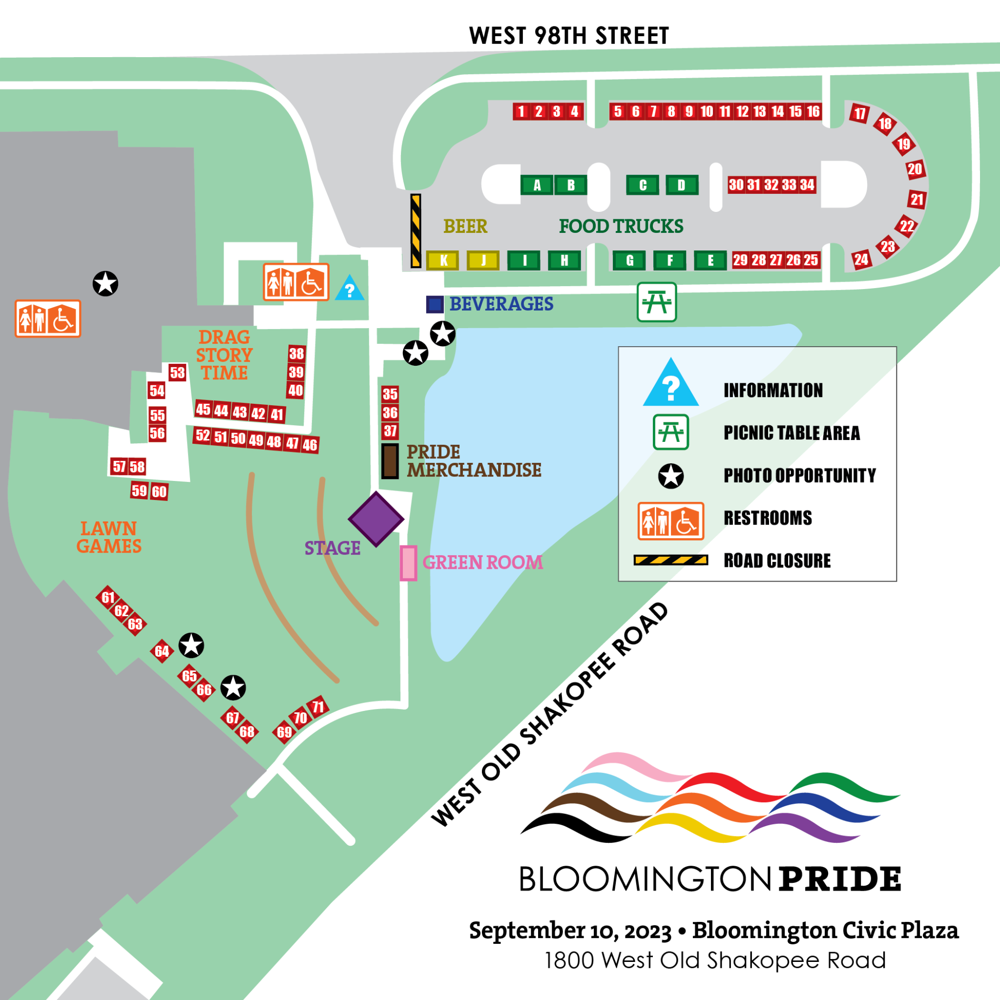 WEST 98TH STREET
1 2 3 4 5 6 7 8 9 10 11 12 13 14 15 16
17
18
19
20
21
22
23
24
A B C D
30 31 32 33 34
BEER
FOOD TRUCKS
K J I H G F E 29 28 27 26 25
?
BEVERAGES
DRAG
STORY
TIME
38
39
40
53
54
55
56
45 44 43 42 41
52 51 50 49 48 47 46
57 58
59 60
35
36
37
PRIDE
MERCHANDISE
LAWN
GAMES
STAGE
GREEN ROOM
61
62
63
64
65
66
67
68
69
70
71
?
INFORMATION
PICNIC TABLE AREA
PHOTO OPPORTUNITY
RESTROOMS
ROAD CLOSURE
WEST OLD SHAKOPEE ROAD
BLOOMINGTON PRIDE
September 10, 2023 • Bloomington Civic Plaza
1800 West Old Shakopee Road